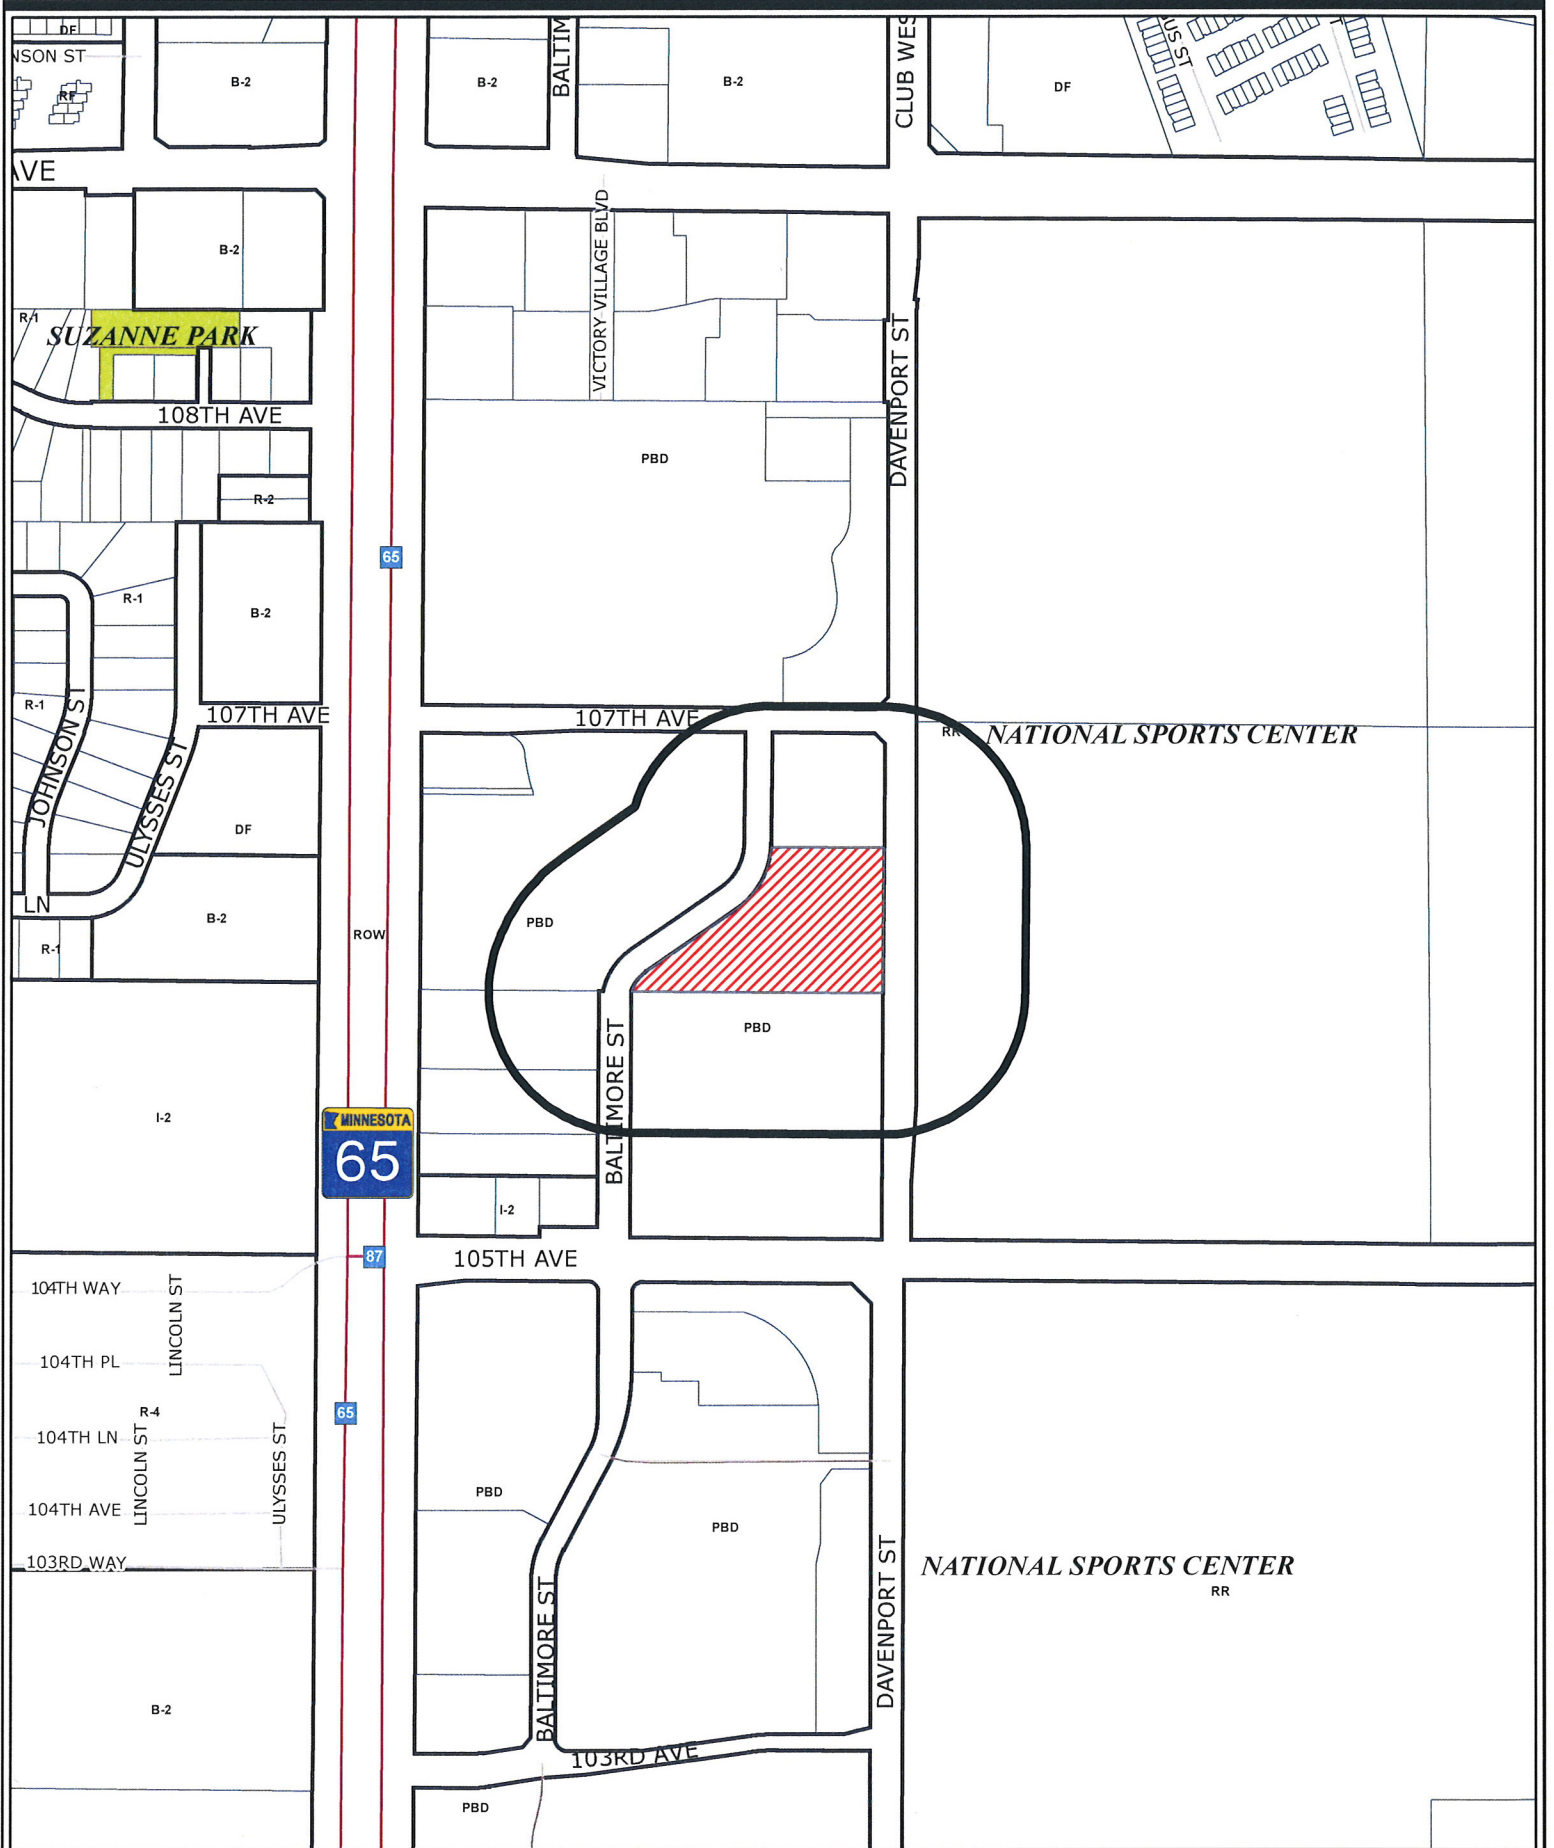 DF
NSON ST
RF
B-2
B-2
BALTIM
B-2
CLUB WES
DF
US ST
T
AVE
B-2
VICTORY VILLAGE BLVD
R-1
SUZANNE PARK
108TH AVE
DAVENPORT ST
PBD
R-2
65
R-1
B-2
R-1
JOHNSON ST
107TH AVE
107TH AVE
RR
NATIONAL SPORTS CENTER
ULYSSES ST
DF
LN
B-2
PBD
ROW
R-1
PBD
BALTIMORE ST
I-2
MINNESOTA
65
I-2
87
105TH AVE
104TH WAY
LINCOLN ST
104TH PL
R-4
65
104TH LN
LINCOLN ST
ULYSSES ST
PBD
104TH AVE
PBD
103RD WAY
NATIONAL SPORTS CENTER
RR
DAVENPORT ST
BALTIMORE ST
B-2
103RD AVE
PBD